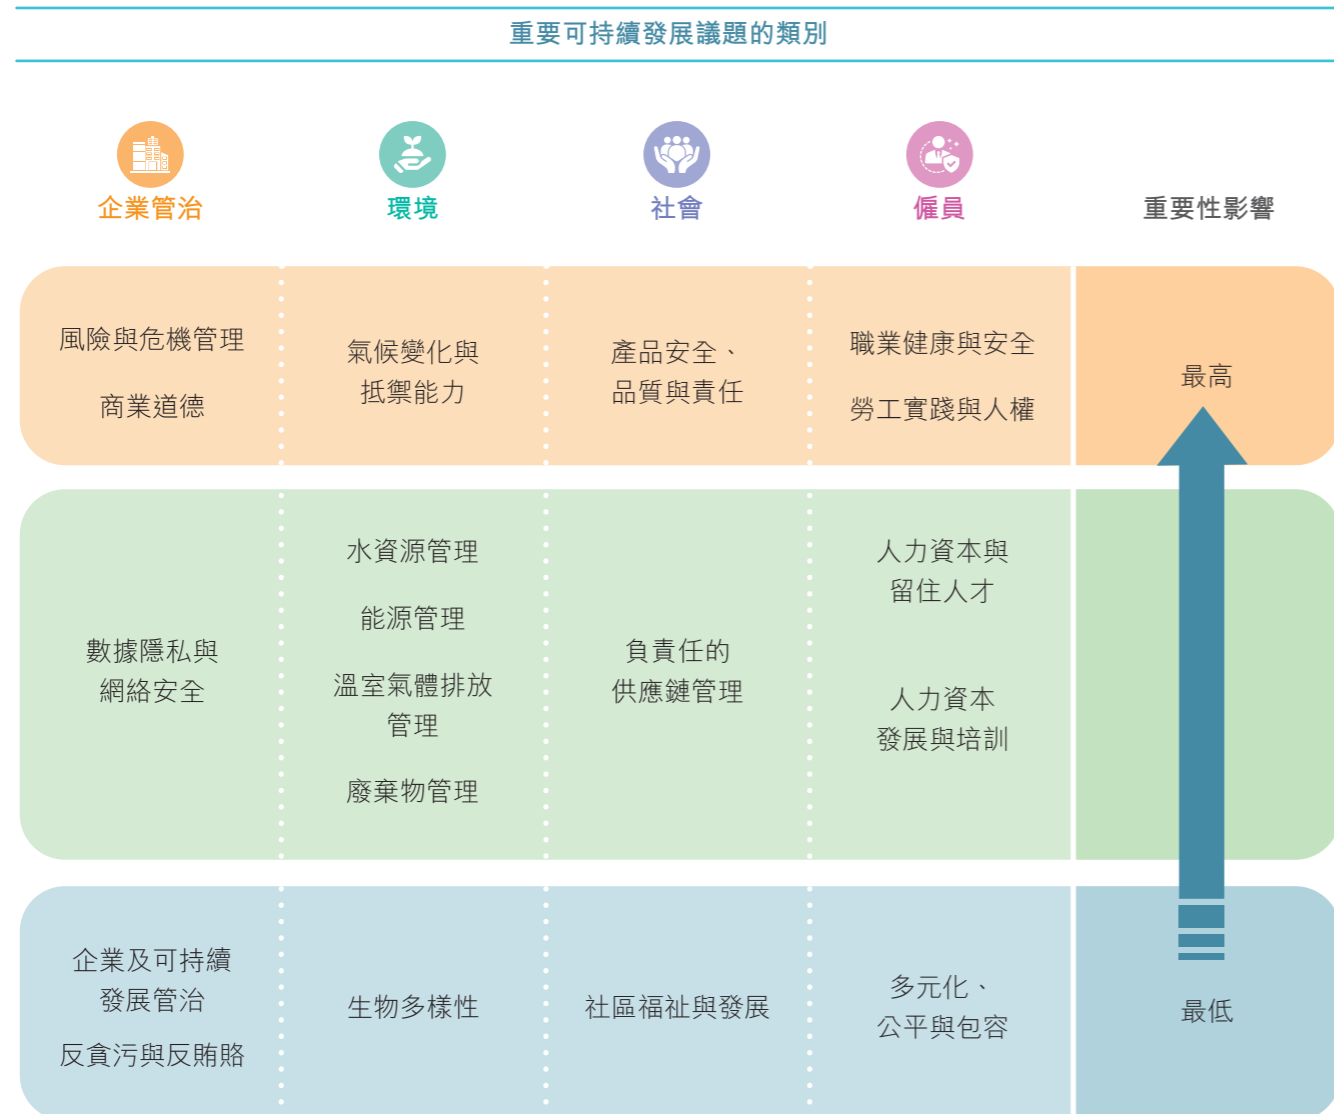 重要可持續發展議題的類別
企業管治
環境
社會
僱員
重要性影響
風險與危機管理
商業道德
氣候變化與
抵禦能力
產品安全、
品質與責任
職業健康與安全
勞工實踐與人權
最高
數據隱私與
網絡安全
水資源管理
能源管理
溫室氣體排放
管理
廢棄物管理
負責任的
供應鏈管理
人力資本與
留住人才
人力資本
發展與培訓
企業及可持續
發展管治
反貪污與反賄賂
生物多樣性
社區福祉與發展
多元化、
公平與包容
最低